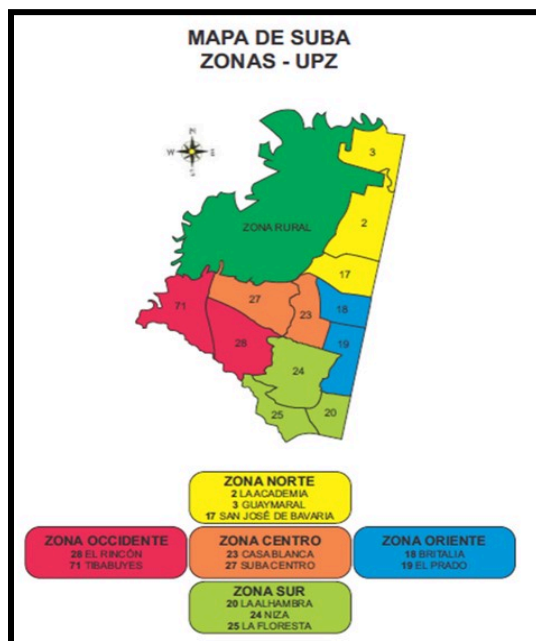 MAPA DE SUBA
ZONAS - UPZ
N
W E
S
3
ZONA RURAL
2
17
71
27
23
18
28
19
24
25
20
ZONA NORTE
2 LA ACADEMIA
3 GUAYMARAL
17 SAN JOSÉ DE BAVARIA
ZONA OCCIDENTE
28 EL RINCÓN
71 TIBABUYES
ZONA CENTRO
23 CASABLANCA
27 SUBA CENTRO
ZONA ORIENTE
18 BRITALIA
19 EL PRADO
ZONA SUR
20 LA ALHAMBRA
24 NIZA
25 LA FLORESTA